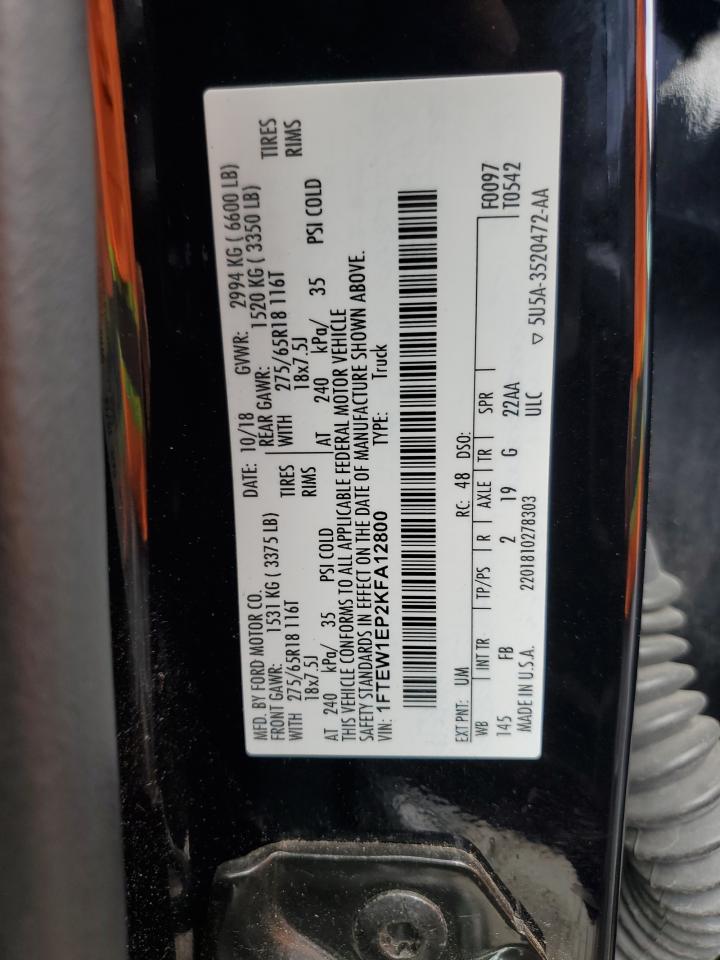 MFD. BY FORD MOTOR CO. DATE: 10/18 GVWR: 2994 KG ( 6600 LB)
FRONT GAWR: 1531 KG ( 3375 LB) REAR GAWR: 1520 KG ( 3350 LB)
WITH 275/65R18 116T TIRES WITH 275/65R18 116T TIRES
18x7.5J RIMS 18x7.5J RIMS
AT 240 kPa/ 35 PSI COLD AT 240 kPa/ 35 PSI COLD
THIS VEHICLE CONFORMS TO ALL APPLICABLE FEDERAL MOTOR VEHICLE
SAFETY STANDARDS IN EFFECT ON THE DATE OF MANUFACTURE SHOWN ABOVE.
VIN: 1FTEW1EP2KFA12800 TYPE: Truck
EXT PNT: UM RC: 48 DSO: F0097
WB INT TR TP/PS R AXLE TR SPR T0542
145 FB 2 19 G 22AA
MADE IN U.S.A. 2201810278303 ULC ▽ 5U5A-3520472-AA